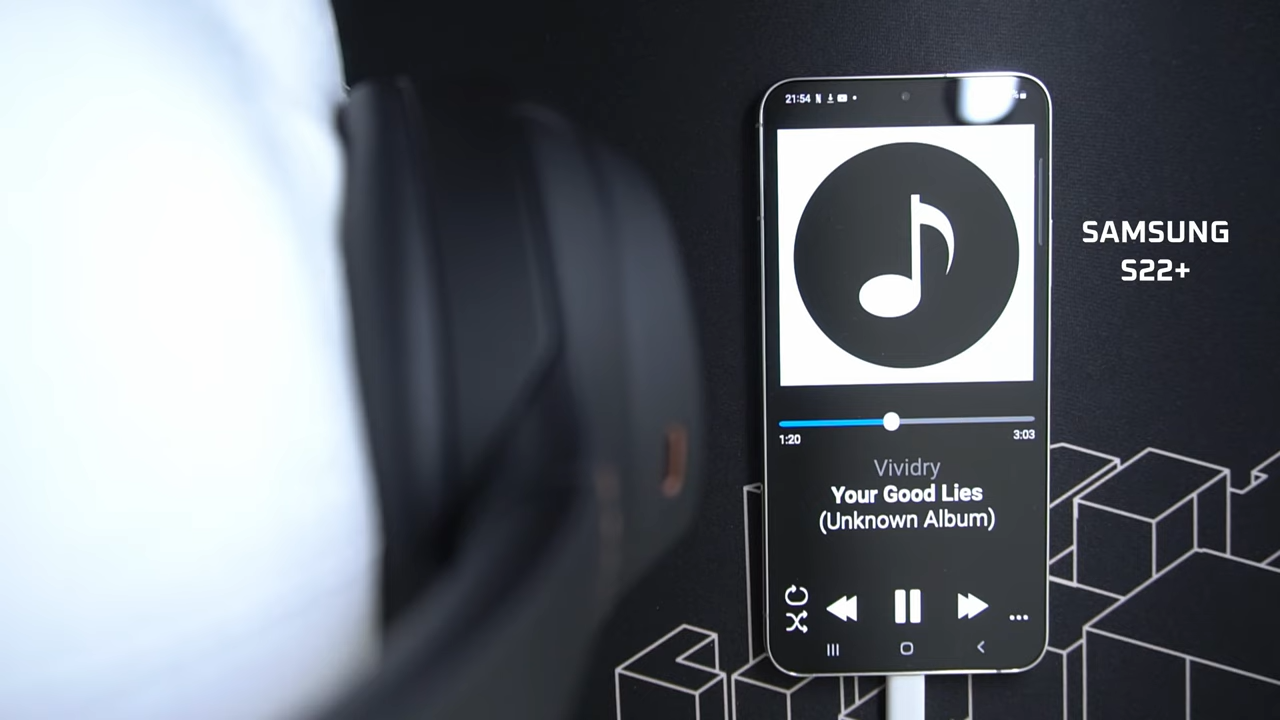 21:54
SAMSUNG
S22+
1:20
3:03
Vividry
Your Good Lies
(Unknown Album)